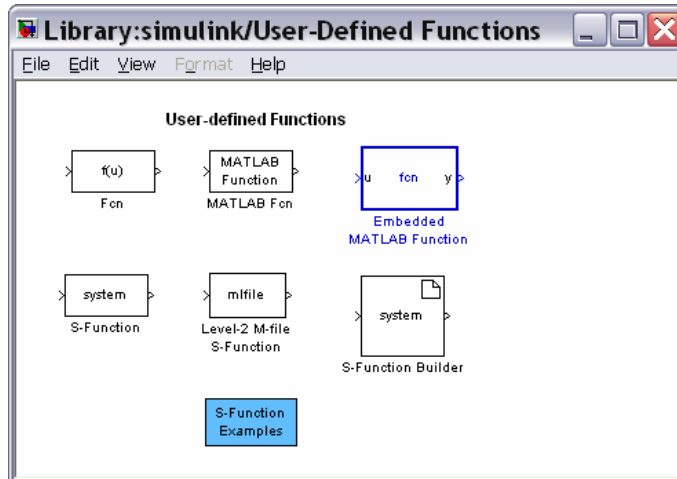 Library:simulink/User-Defined Functions
File Edit View Format Help
User-defined Functions
f(u)
Fcn
MATLAB
Function
MATLAB Fcn
u fcn y
Embedded
MATLAB Function
system
S-Function
mlfile
Level-2 M-file
S-Function
system
S-Function Builder
S-Function
Examples